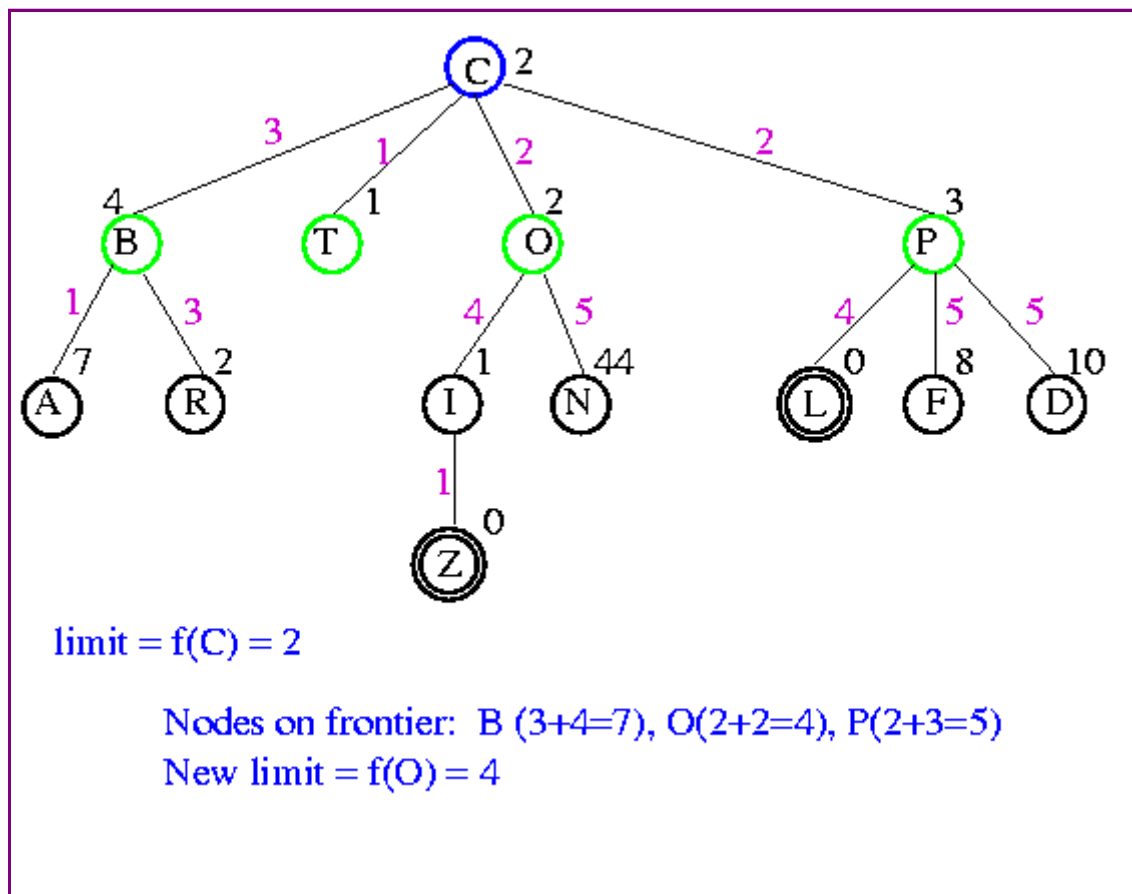 C 2
3 1 2 2
4 1 2 3
B T O P
1 3 4 5 4 5 5
7 2 1 44 0 8 10
A R I N L F D
1
0
Z
limit = f(C) = 2
Nodes on frontier: B (3+4=7), O(2+2=4), P(2+3=5)
New limit = f(O) = 4